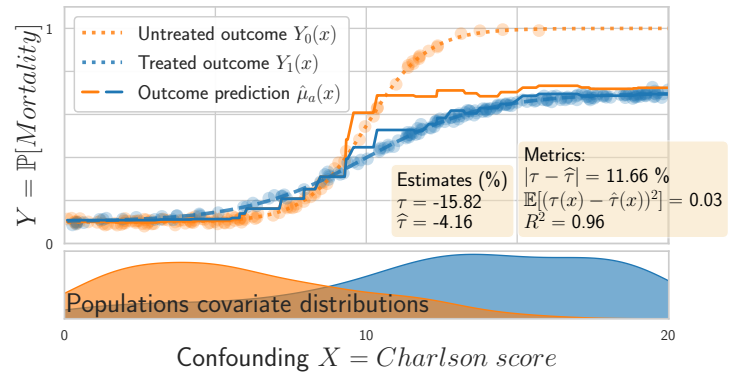 1
0
Y = ℙ[Mortality]
Untreated outcome Y₀(x)
Treated outcome Y₁(x)
Outcome prediction μ̂ₐ(x)
Estimates (%)
τ = -15.82
τ̂ = -4.16
Metrics:
|τ − τ̂| = 11.66 %
𝔼[(τ(x) − τ̂(x))²] = 0.03
R² = 0.96
Populations covariate distributions
0 10 20
Confounding X = Charlson score